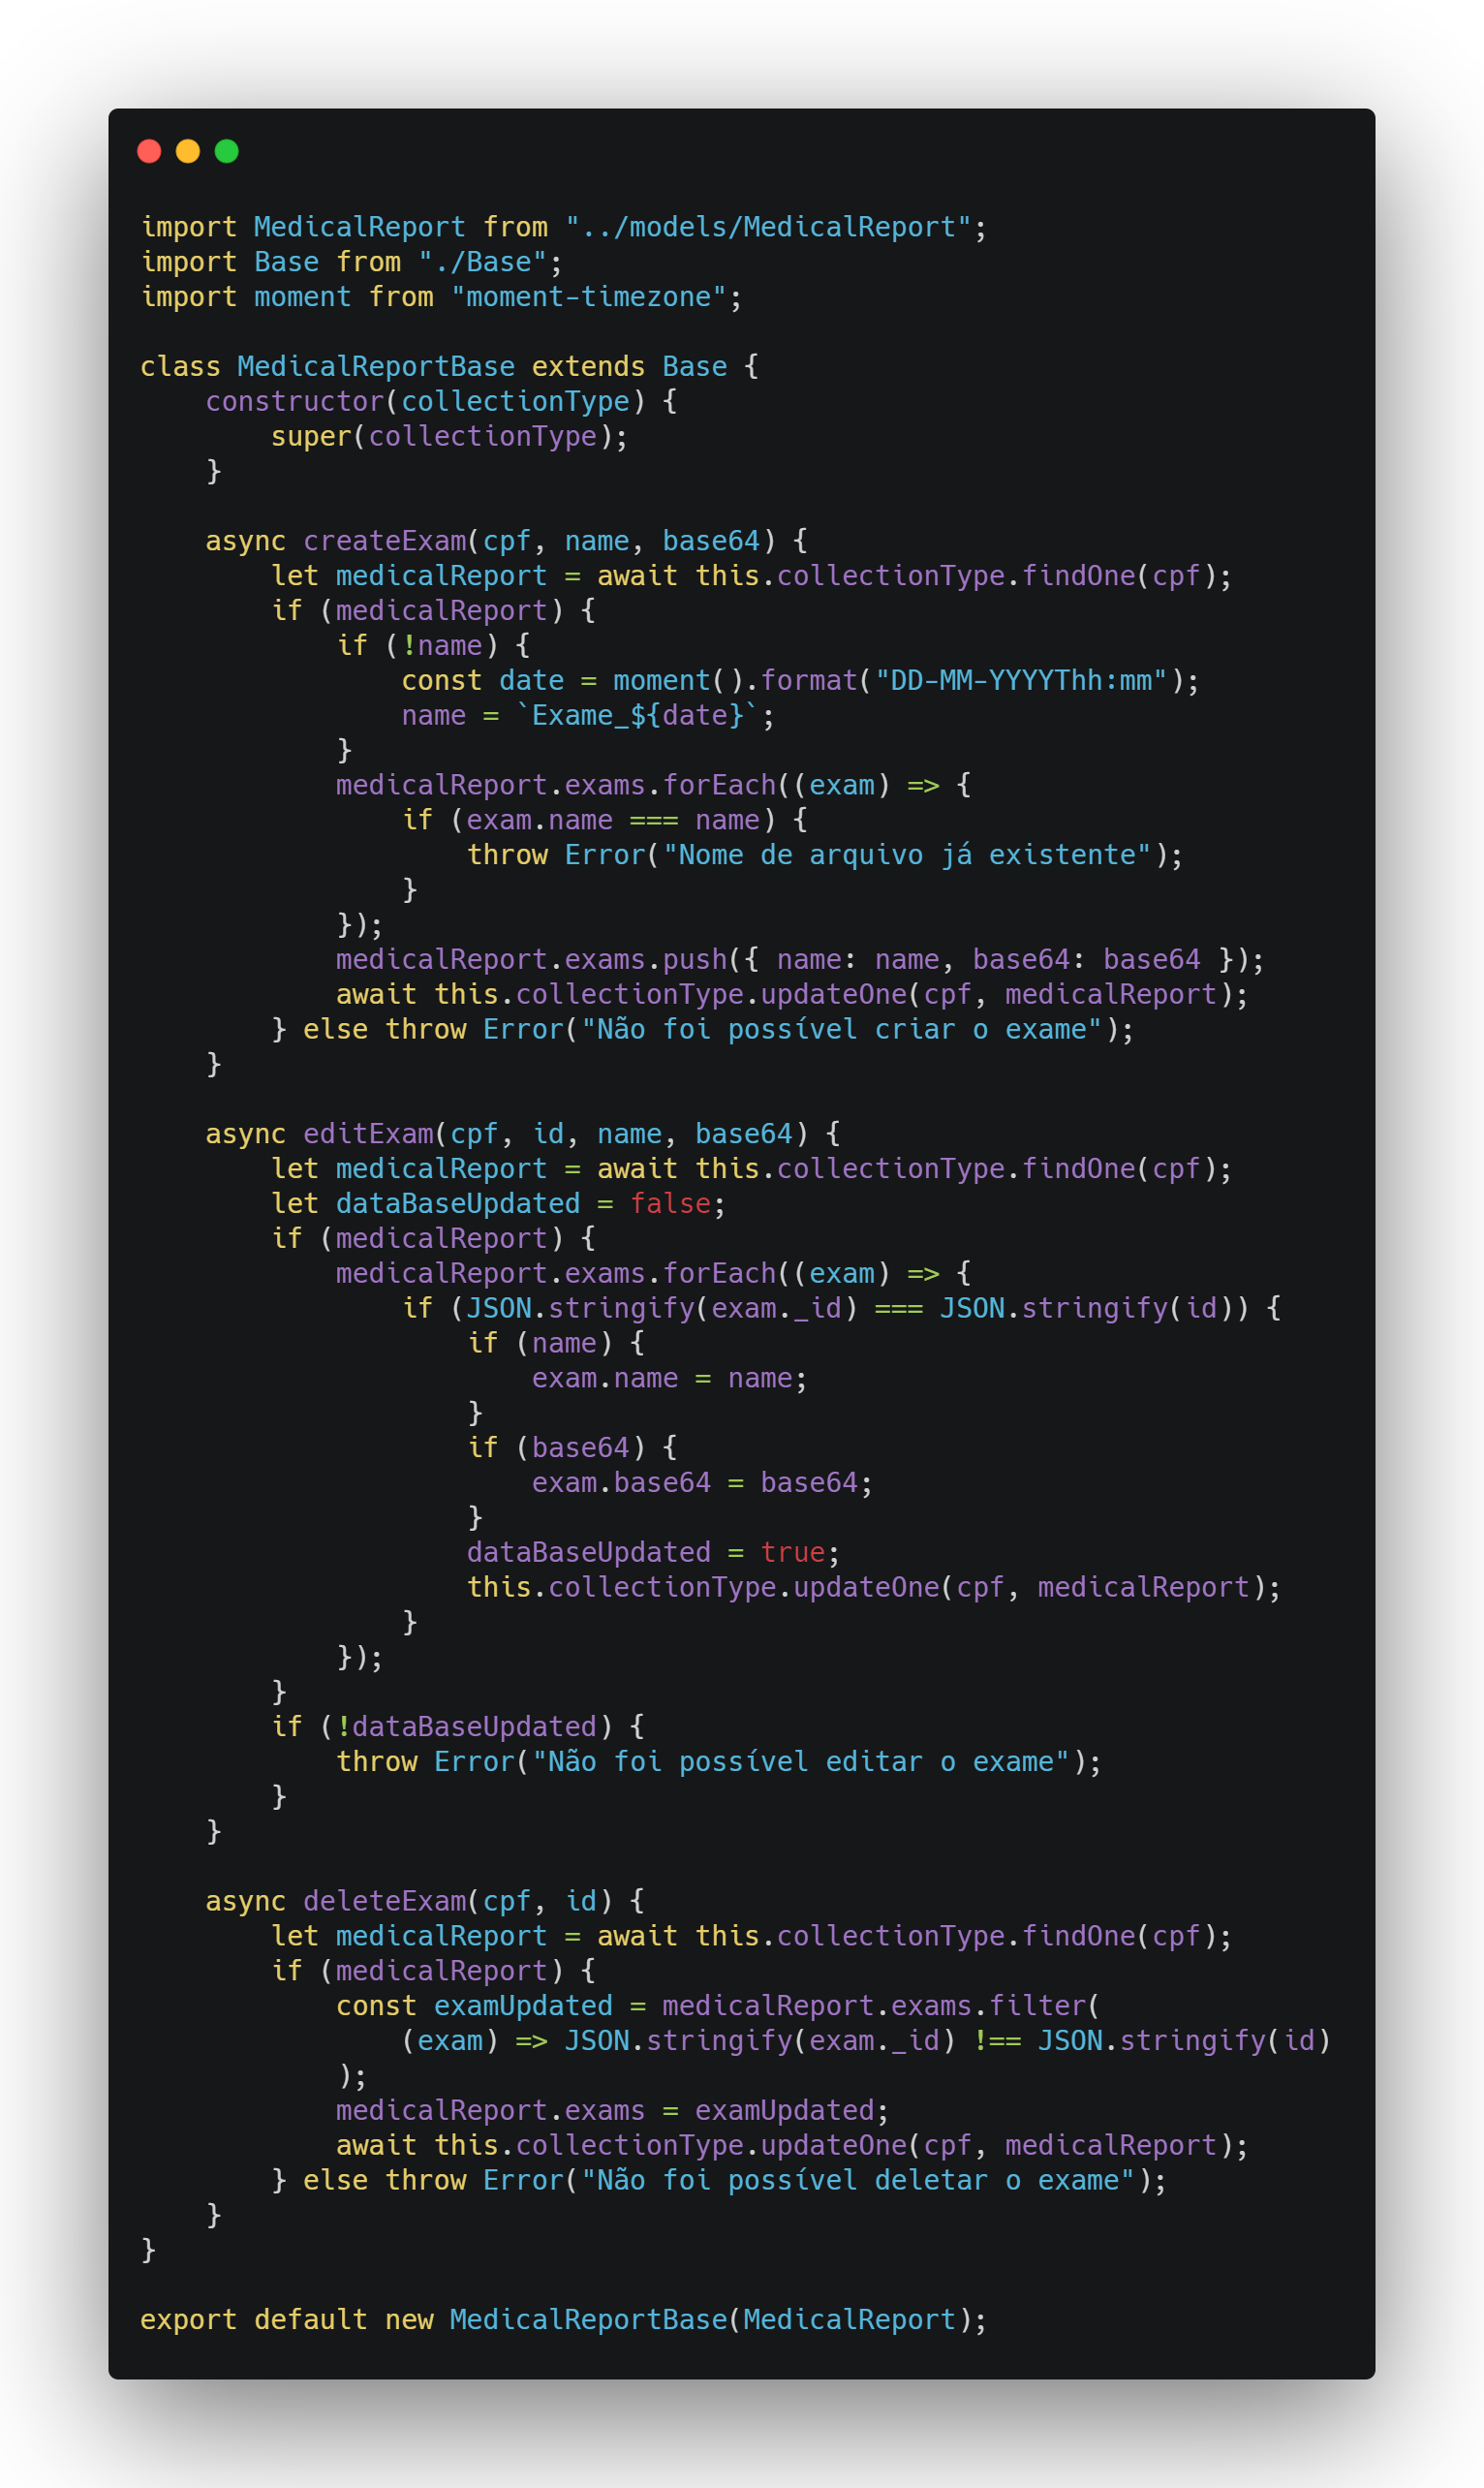 import MedicalReport from "../models/MedicalReport";
import Base from "./Base";
import moment from "moment-timezone";

class MedicalReportBase extends Base {
    constructor(collectionType) {
        super(collectionType);
    }

    async createExam(cpf, name, base64) {
        let medicalReport = await this.collectionType.findOne(cpf);
        if (medicalReport) {
            if (!name) {
                const date = moment().format("DD-MM-YYYYThh:mm");
                name = `Exame_${date}`;
            }
            medicalReport.exams.forEach((exam) => {
                if (exam.name === name) {
                    throw Error("Nome de arquivo já existente");
                }
            });
            medicalReport.exams.push({ name: name, base64: base64 });
            await this.collectionType.updateOne(cpf, medicalReport);
        } else throw Error("Não foi possível criar o exame");
    }

    async editExam(cpf, id, name, base64) {
        let medicalReport = await this.collectionType.findOne(cpf);
        let dataBaseUpdated = false;
        if (medicalReport) {
            medicalReport.exams.forEach((exam) => {
                if (JSON.stringify(exam._id) === JSON.stringify(id)) {
                    if (name) {
                        exam.name = name;
                    }
                    if (base64) {
                        exam.base64 = base64;
                    }
                    dataBaseUpdated = true;
                    this.collectionType.updateOne(cpf, medicalReport);
                }
            });
        }
        if (!dataBaseUpdated) {
            throw Error("Não foi possível editar o exame");
        }
    }

    async deleteExam(cpf, id) {
        let medicalReport = await this.collectionType.findOne(cpf);
        if (medicalReport) {
            const examUpdated = medicalReport.exams.filter(
                (exam) => JSON.stringify(exam._id) !== JSON.stringify(id)
            );
            medicalReport.exams = examUpdated;
            await this.collectionType.updateOne(cpf, medicalReport);
        } else throw Error("Não foi possível deletar o exame");
    }
}

export default new MedicalReportBase(MedicalReport);